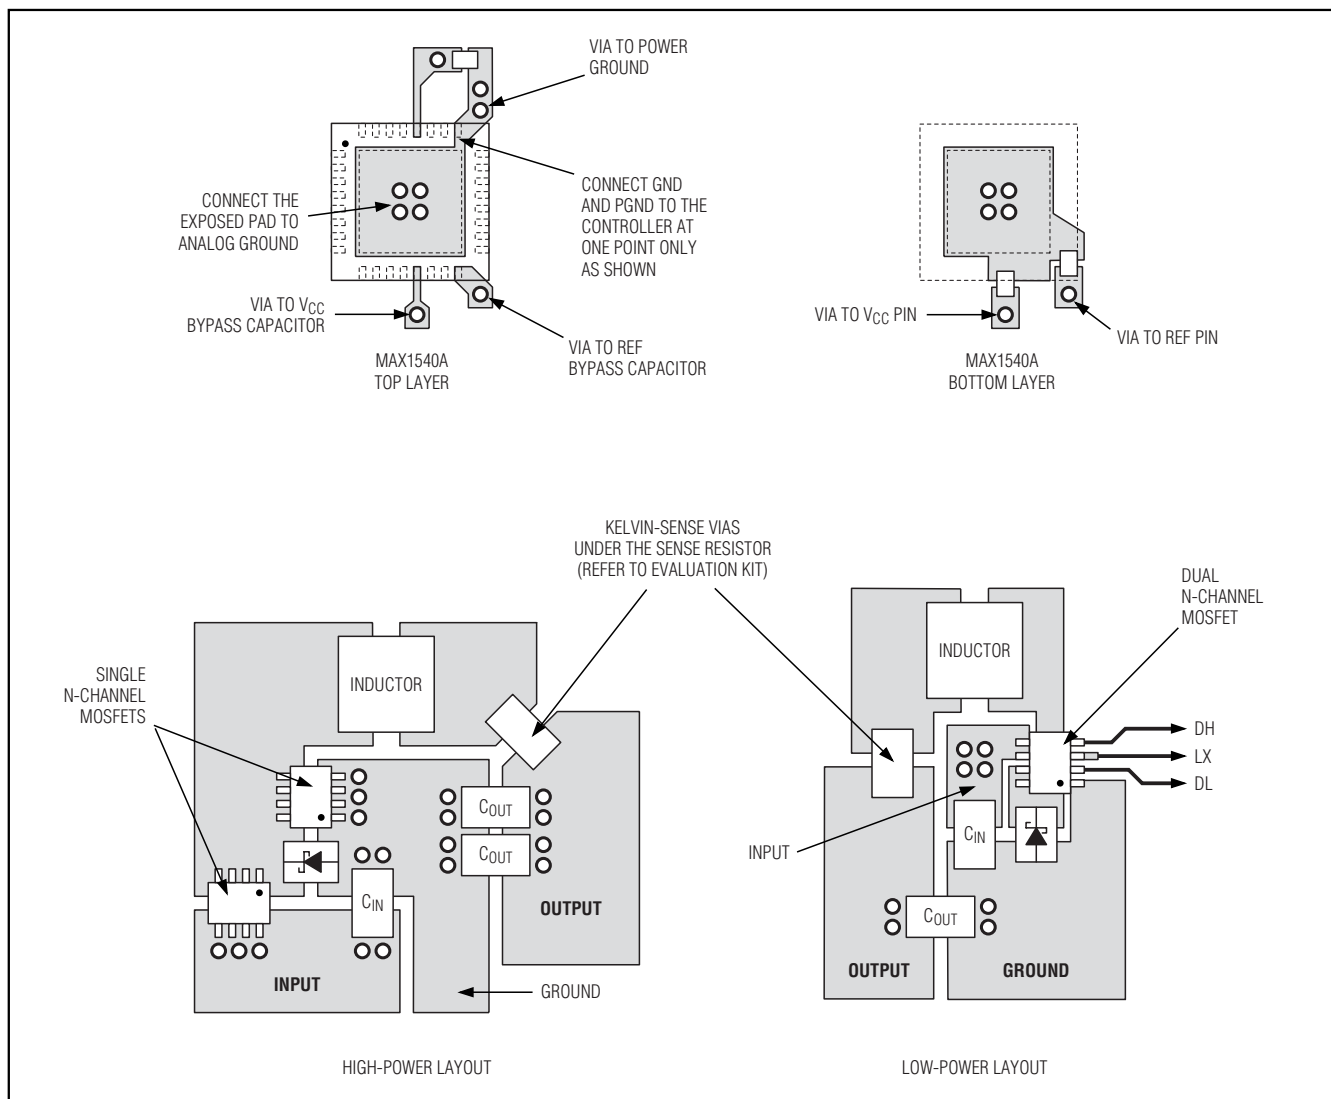 VIA TO POWER
GROUND
CONNECT THE
EXPOSED PAD TO
ANALOG GROUND
CONNECT GND
AND PGND TO THE
CONTROLLER AT
ONE POINT ONLY
AS SHOWN
VIA TO VCC
BYPASS CAPACITOR
VIA TO REF
BYPASS CAPACITOR
MAX1540A
TOP LAYER
VIA TO VCC PIN
VIA TO REF PIN
MAX1540A
BOTTOM LAYER
KELVIN-SENSE VIAS
UNDER THE SENSE RESISTOR
(REFER TO EVALUATION KIT)
SINGLE
N-CHANNEL
MOSFETS
INDUCTOR
COUT
COUT
CIN
OUTPUT
INPUT
GROUND
HIGH-POWER LAYOUT
DUAL
N-CHANNEL
MOSFET
INDUCTOR
DH
LX
DL
INPUT
CIN
COUT
OUTPUT
GROUND
LOW-POWER LAYOUT